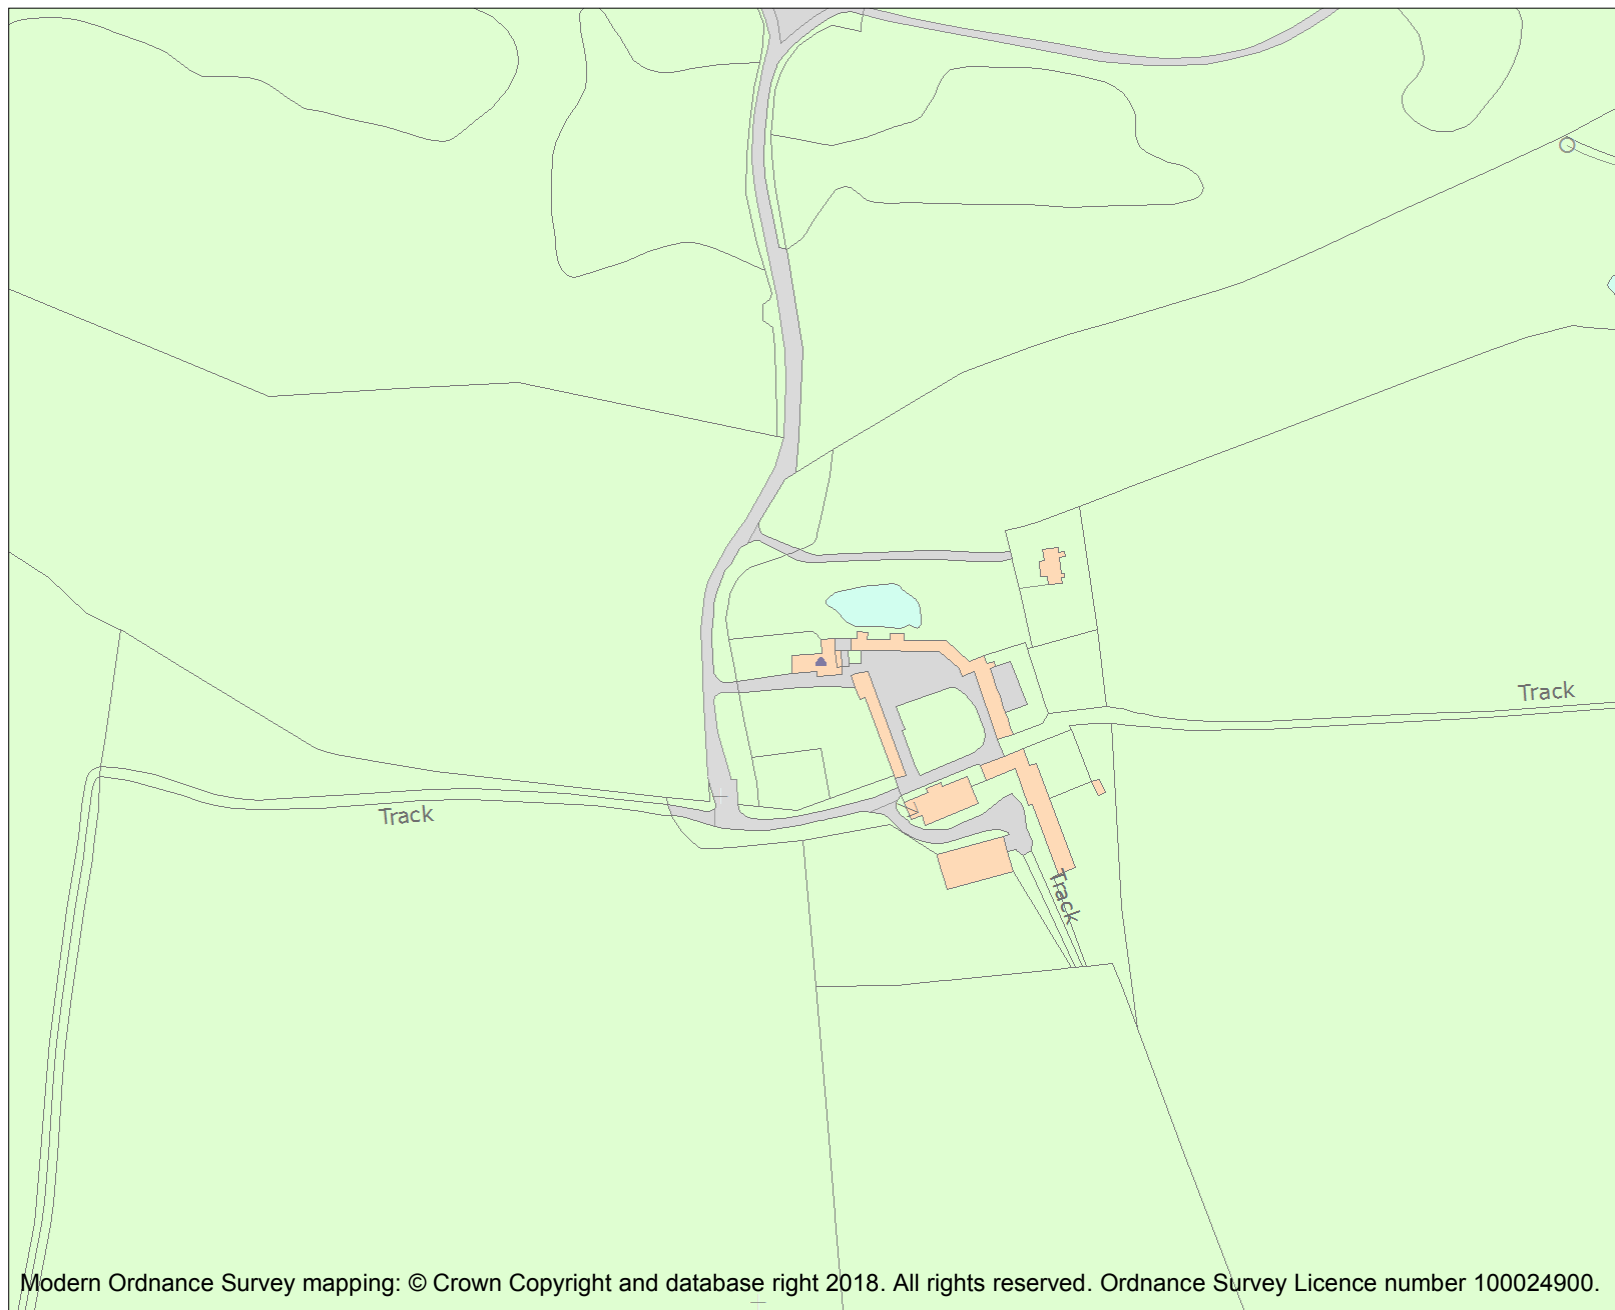 Track
Track
Track
Modern Ordnance Survey mapping: © Crown Copyright and database right 2018. All rights reserved. Ordnance Survey Licence number 100024900.